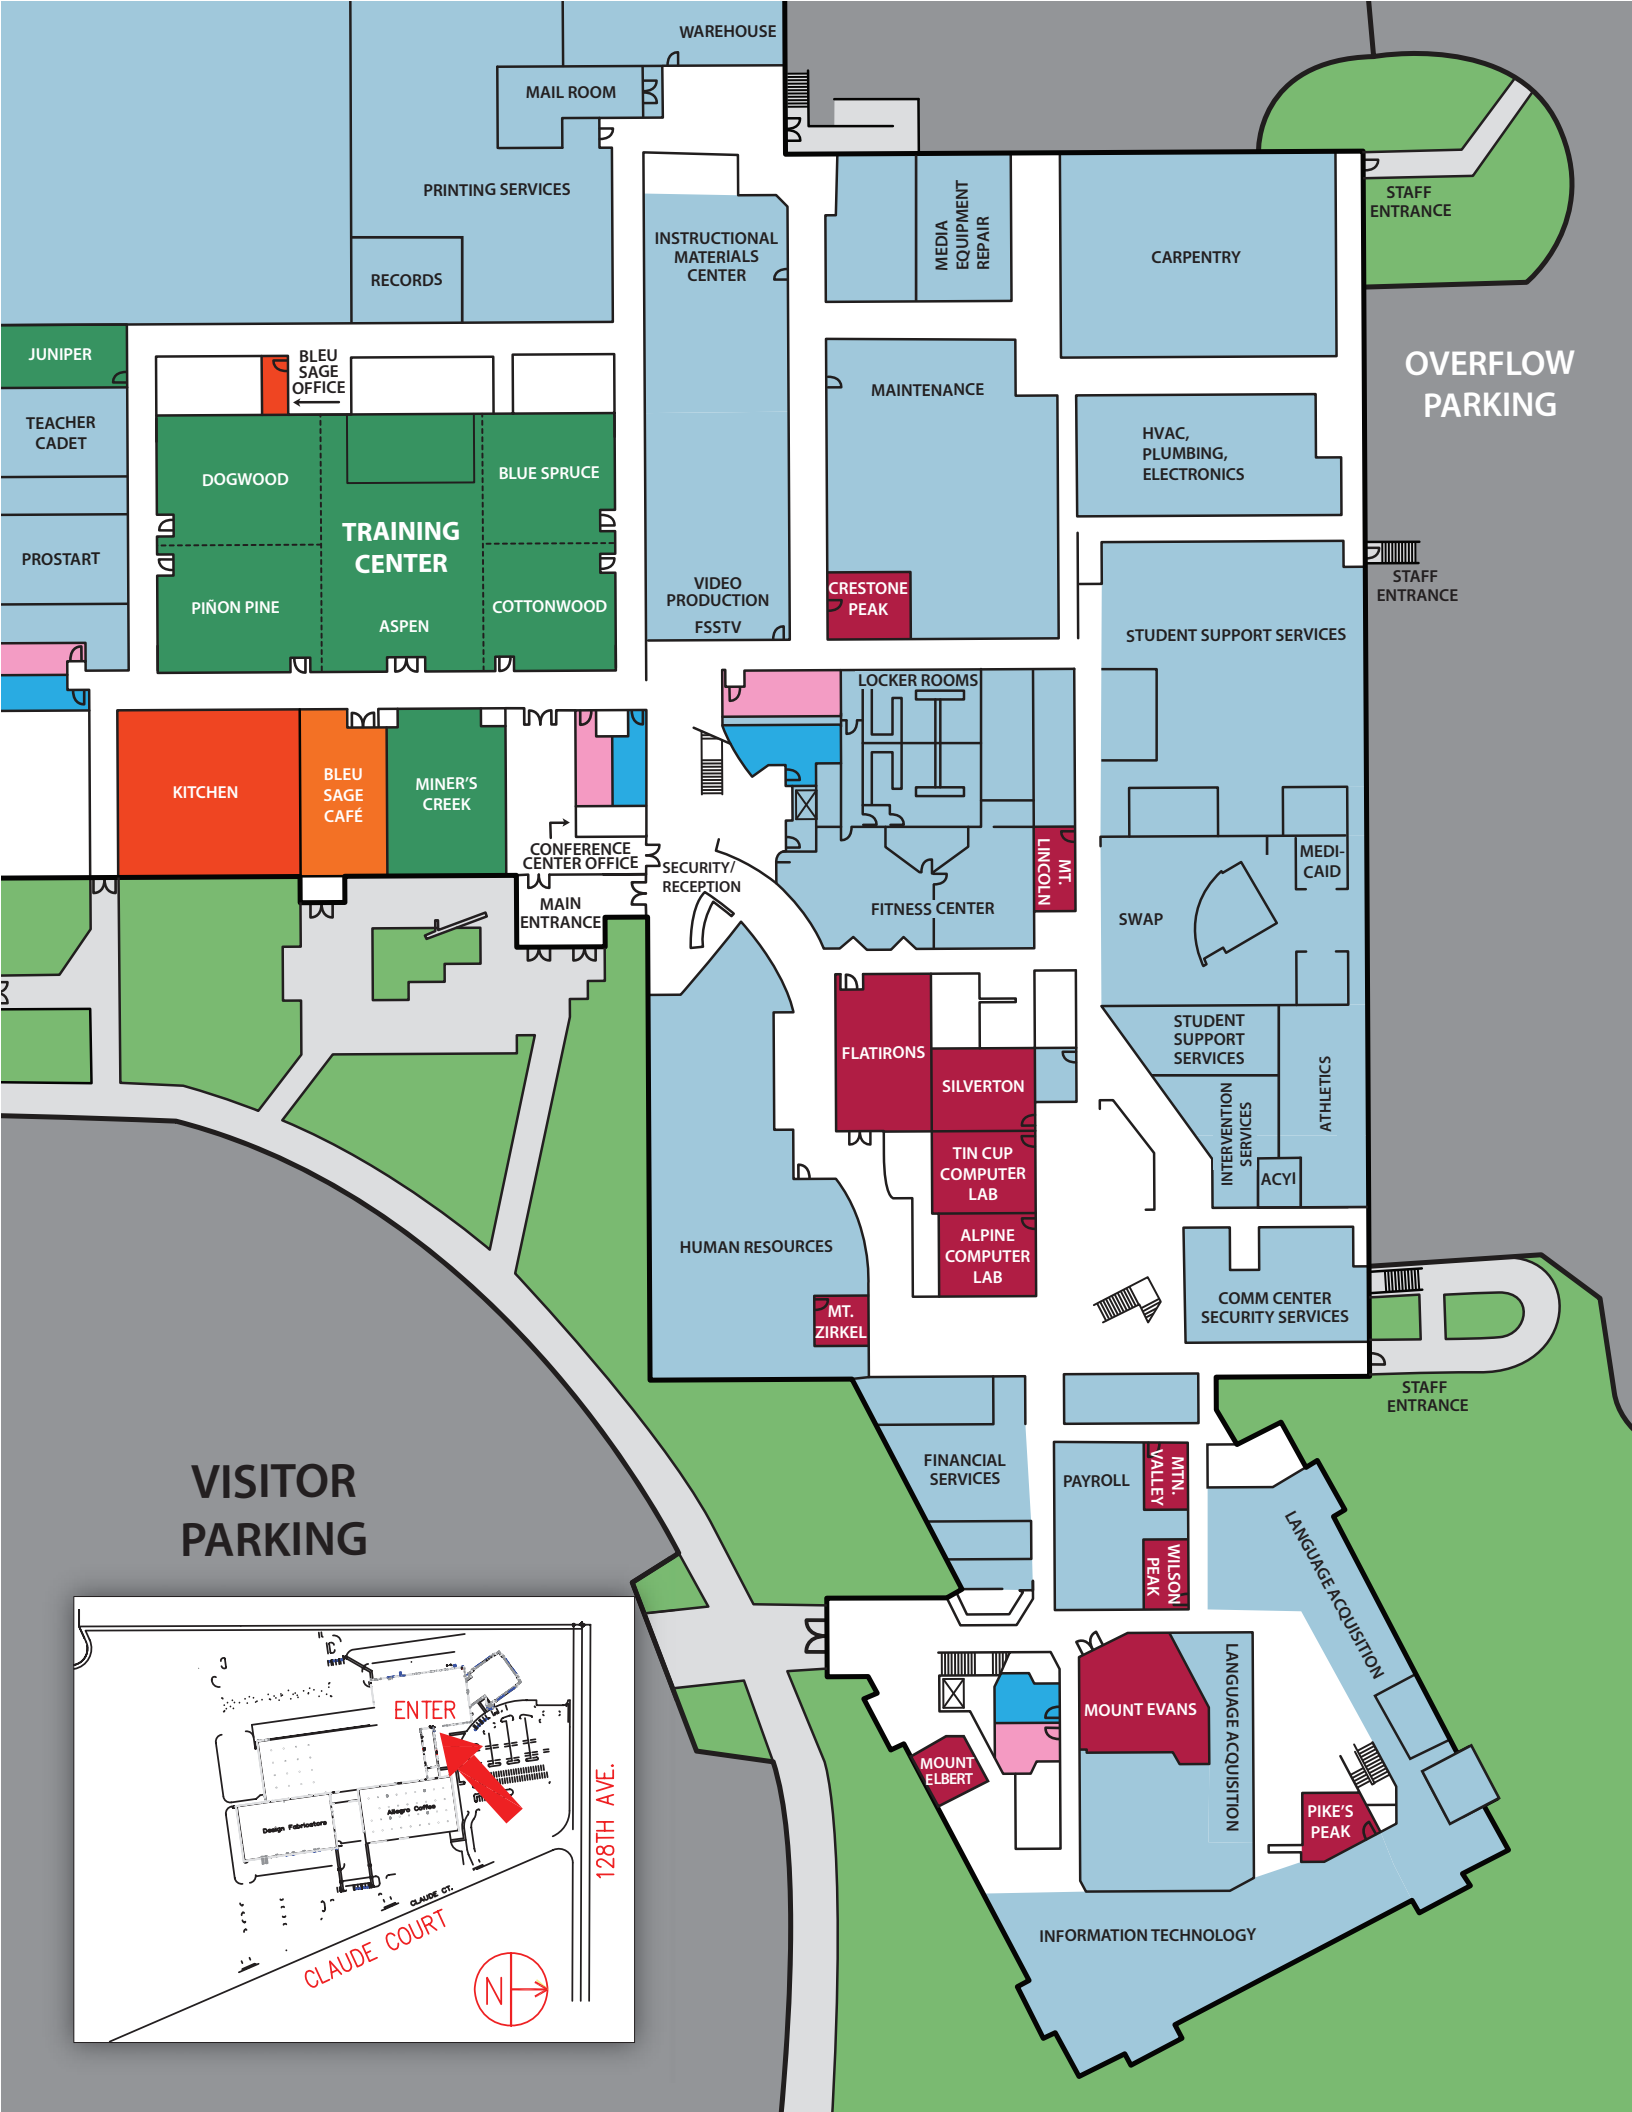 WAREHOUSE
MAIL ROOM
PRINTING SERVICES
RECORDS
INSTRUCTIONAL
MATERIALS
CENTER
MEDIA
EQUIPMENT
REPAIR
CARPENTRY
STAFF
ENTRANCE
JUNIPER
BLEU
SAGE
OFFICE
TEACHER
CADET
MAINTENANCE
OVERFLOW
PARKING
HVAC,
PLUMBING,
ELECTRONICS
DOGWOOD
BLUE SPRUCE
TRAINING
CENTER
PROSTART
PIÑON PINE
ASPEN
COTTONWOOD
VIDEO
PRODUCTION
FSSTV
CRESTONE
PEAK
STAFF
ENTRANCE
STUDENT SUPPORT SERVICES
LOCKER ROOMS
KITCHEN
BLEU
SAGE
CAFÉ
MINER'S
CREEK
CONFERENCE
CENTER OFFICE
SECURITY/
RECEPTION
MAIN
ENTRANCE
FITNESS CENTER
MT.
LINCOLN
MEDI-
CAID
SWAP
FLATIRONS
SILVERTON
STUDENT
SUPPORT
SERVICES
ATHLETICS
INTERVENTION
SERVICES
ACYI
TIN CUP
COMPUTER
LAB
ALPINE
COMPUTER
LAB
HUMAN RESOURCES
MT.
ZIRKEL
COMM CENTER
SECURITY SERVICES
STAFF
ENTRANCE
FINANCIAL
SERVICES
PAYROLL
MTN.
VALLEY
WILSON
PEAK
LANGUAGE ACQUISITION
VISITOR
PARKING
MOUNT EVANS
LANGUAGE ACQUISITION
MOUNT
ELBERT
PIKE'S
PEAK
INFORMATION TECHNOLOGY
ENTER
Design Fabricators
Allegro Coffee
CLAUDE CT.
CLAUDE COURT
128TH AVE.
N